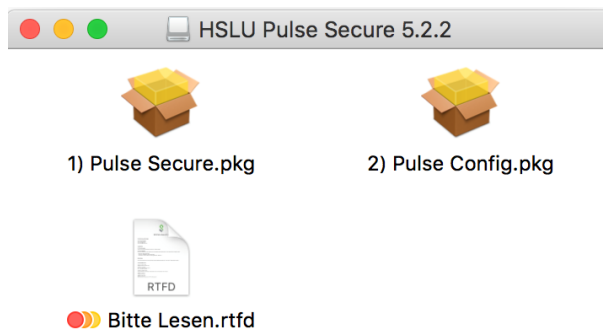 HSLU Pulse Secure 5.2.2
1) Pulse Secure.pkg
2) Pulse Config.pkg
RTFD
Bitte Lesen.rtfd